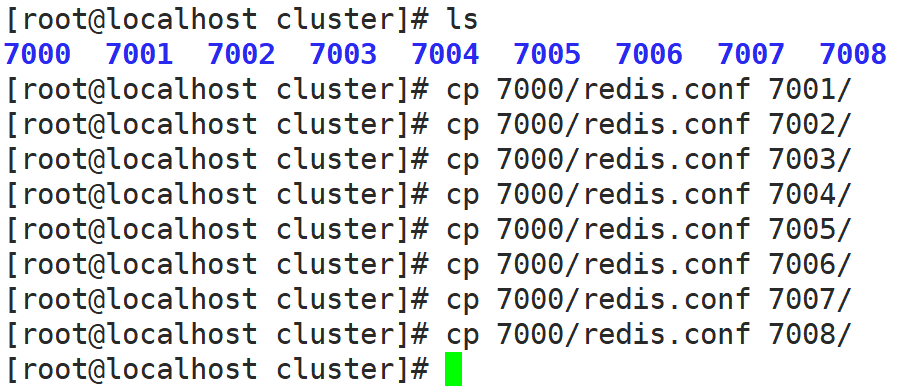 [root@localhost cluster]# ls
7000  7001  7002  7003  7004  7005  7006  7007  7008
[root@localhost cluster]# cp 7000/redis.conf 7001/
[root@localhost cluster]# cp 7000/redis.conf 7002/
[root@localhost cluster]# cp 7000/redis.conf 7003/
[root@localhost cluster]# cp 7000/redis.conf 7004/
[root@localhost cluster]# cp 7000/redis.conf 7005/
[root@localhost cluster]# cp 7000/redis.conf 7006/
[root@localhost cluster]# cp 7000/redis.conf 7007/
[root@localhost cluster]# cp 7000/redis.conf 7008/
[root@localhost cluster]#